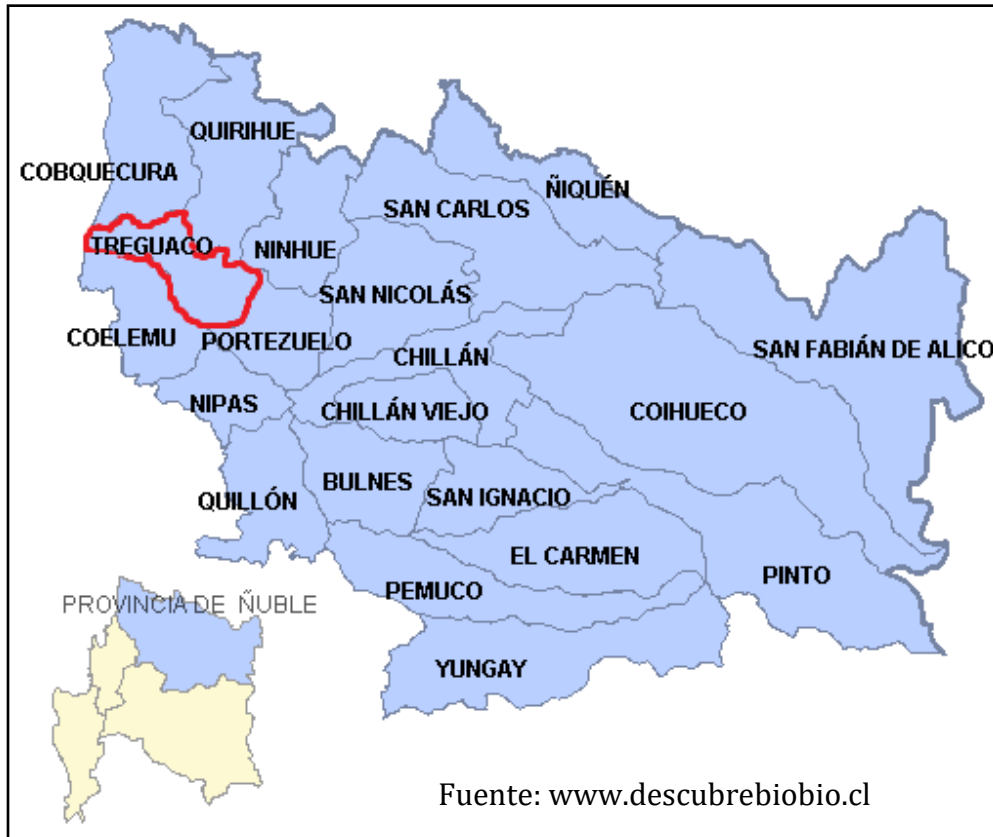 QUIRIHUE
COBQUECURA
ÑIQUÉN
SAN CARLOS
TREGUACO
NINHUE
SAN NICOLÁS
COELEMU
PORTEZUELO
CHILLÁN
SAN FABIÁN DE ALICO
NIPAS
CHILLÁN VIEJO
COIHUECO
BULNES
SAN IGNACIO
QUILLÓN
EL CARMEN
PINTO
PEMUCO
PROVINCIA DE ÑUBLE
YUNGAY
Fuente: www.descubrebiobio.cl